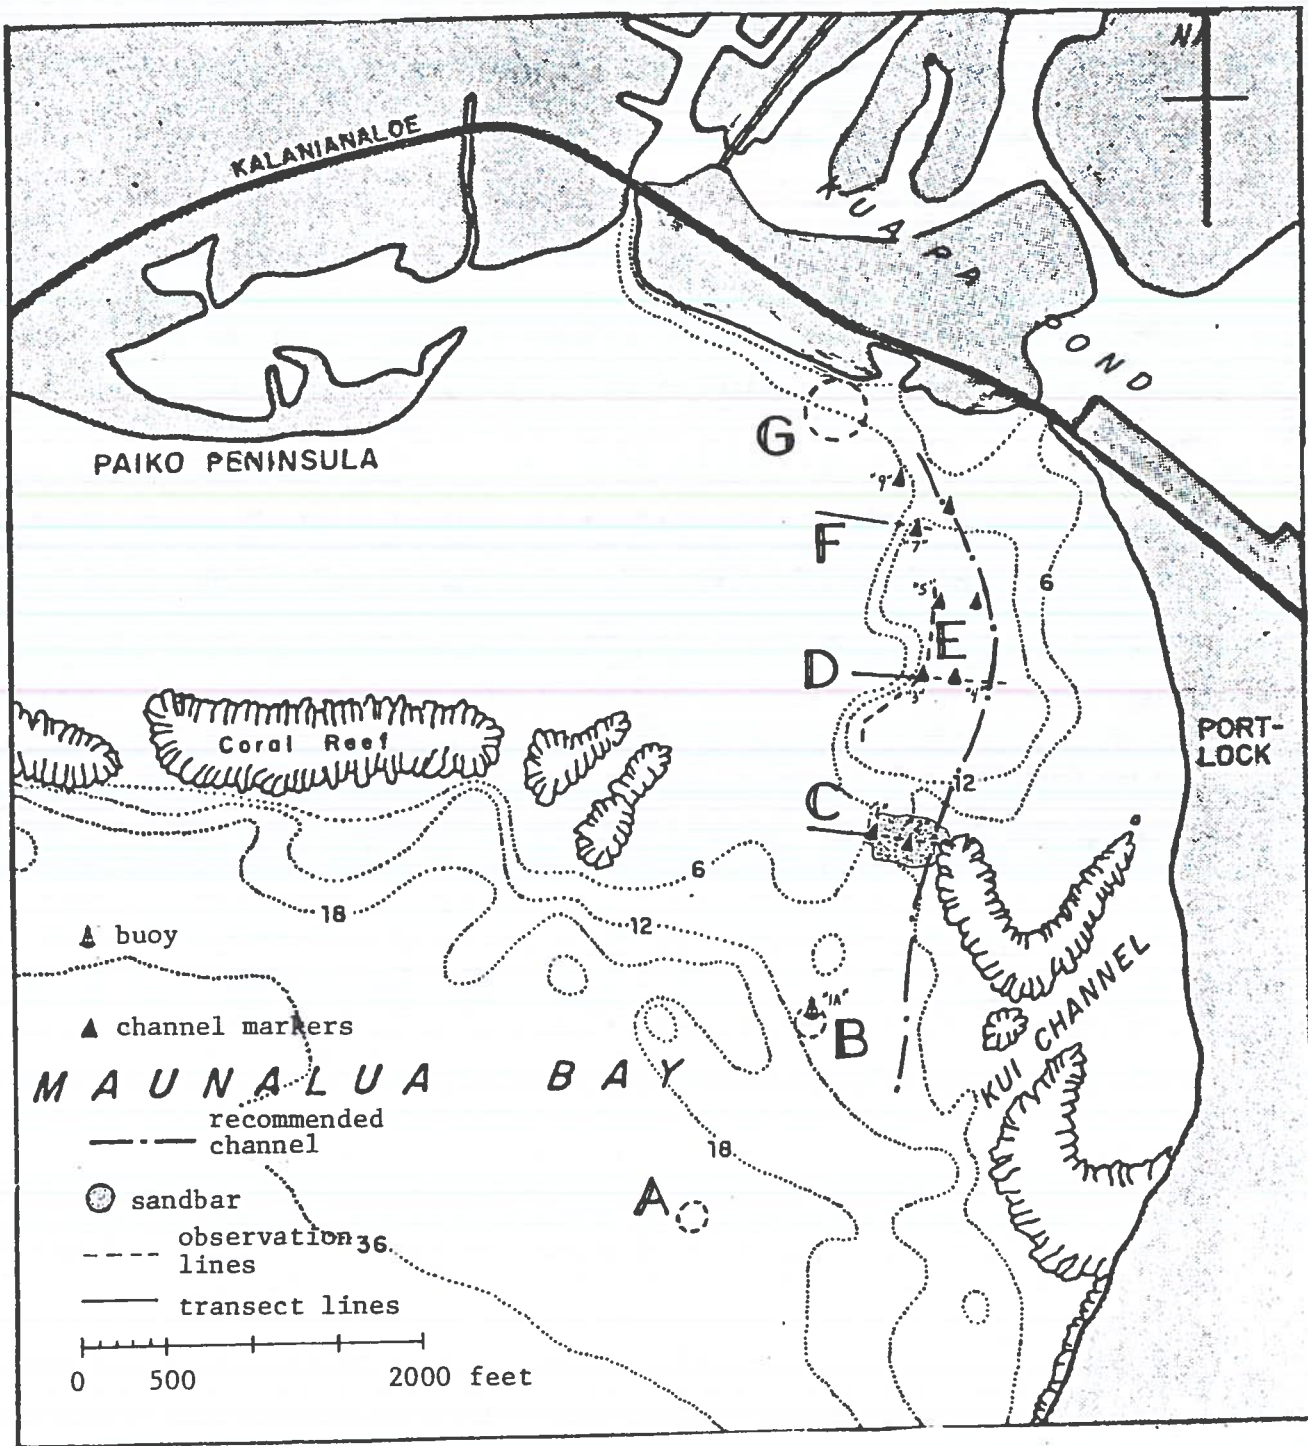 N
KALANIANALOE
KUAPA POND
PAIKO PENINSULA
G
"9"
F
"7"
6
"5"
E
D
"3"
"4"
Coral Reef
PORT-
LOCK
12
C
6
18
12
buoy
"1A"
B
channel markers
KUI CHANNEL
MAUNALUA BAY
recommended
channel
18
A
sandbar
observation
lines
36
transect lines
0 500 2000 feet